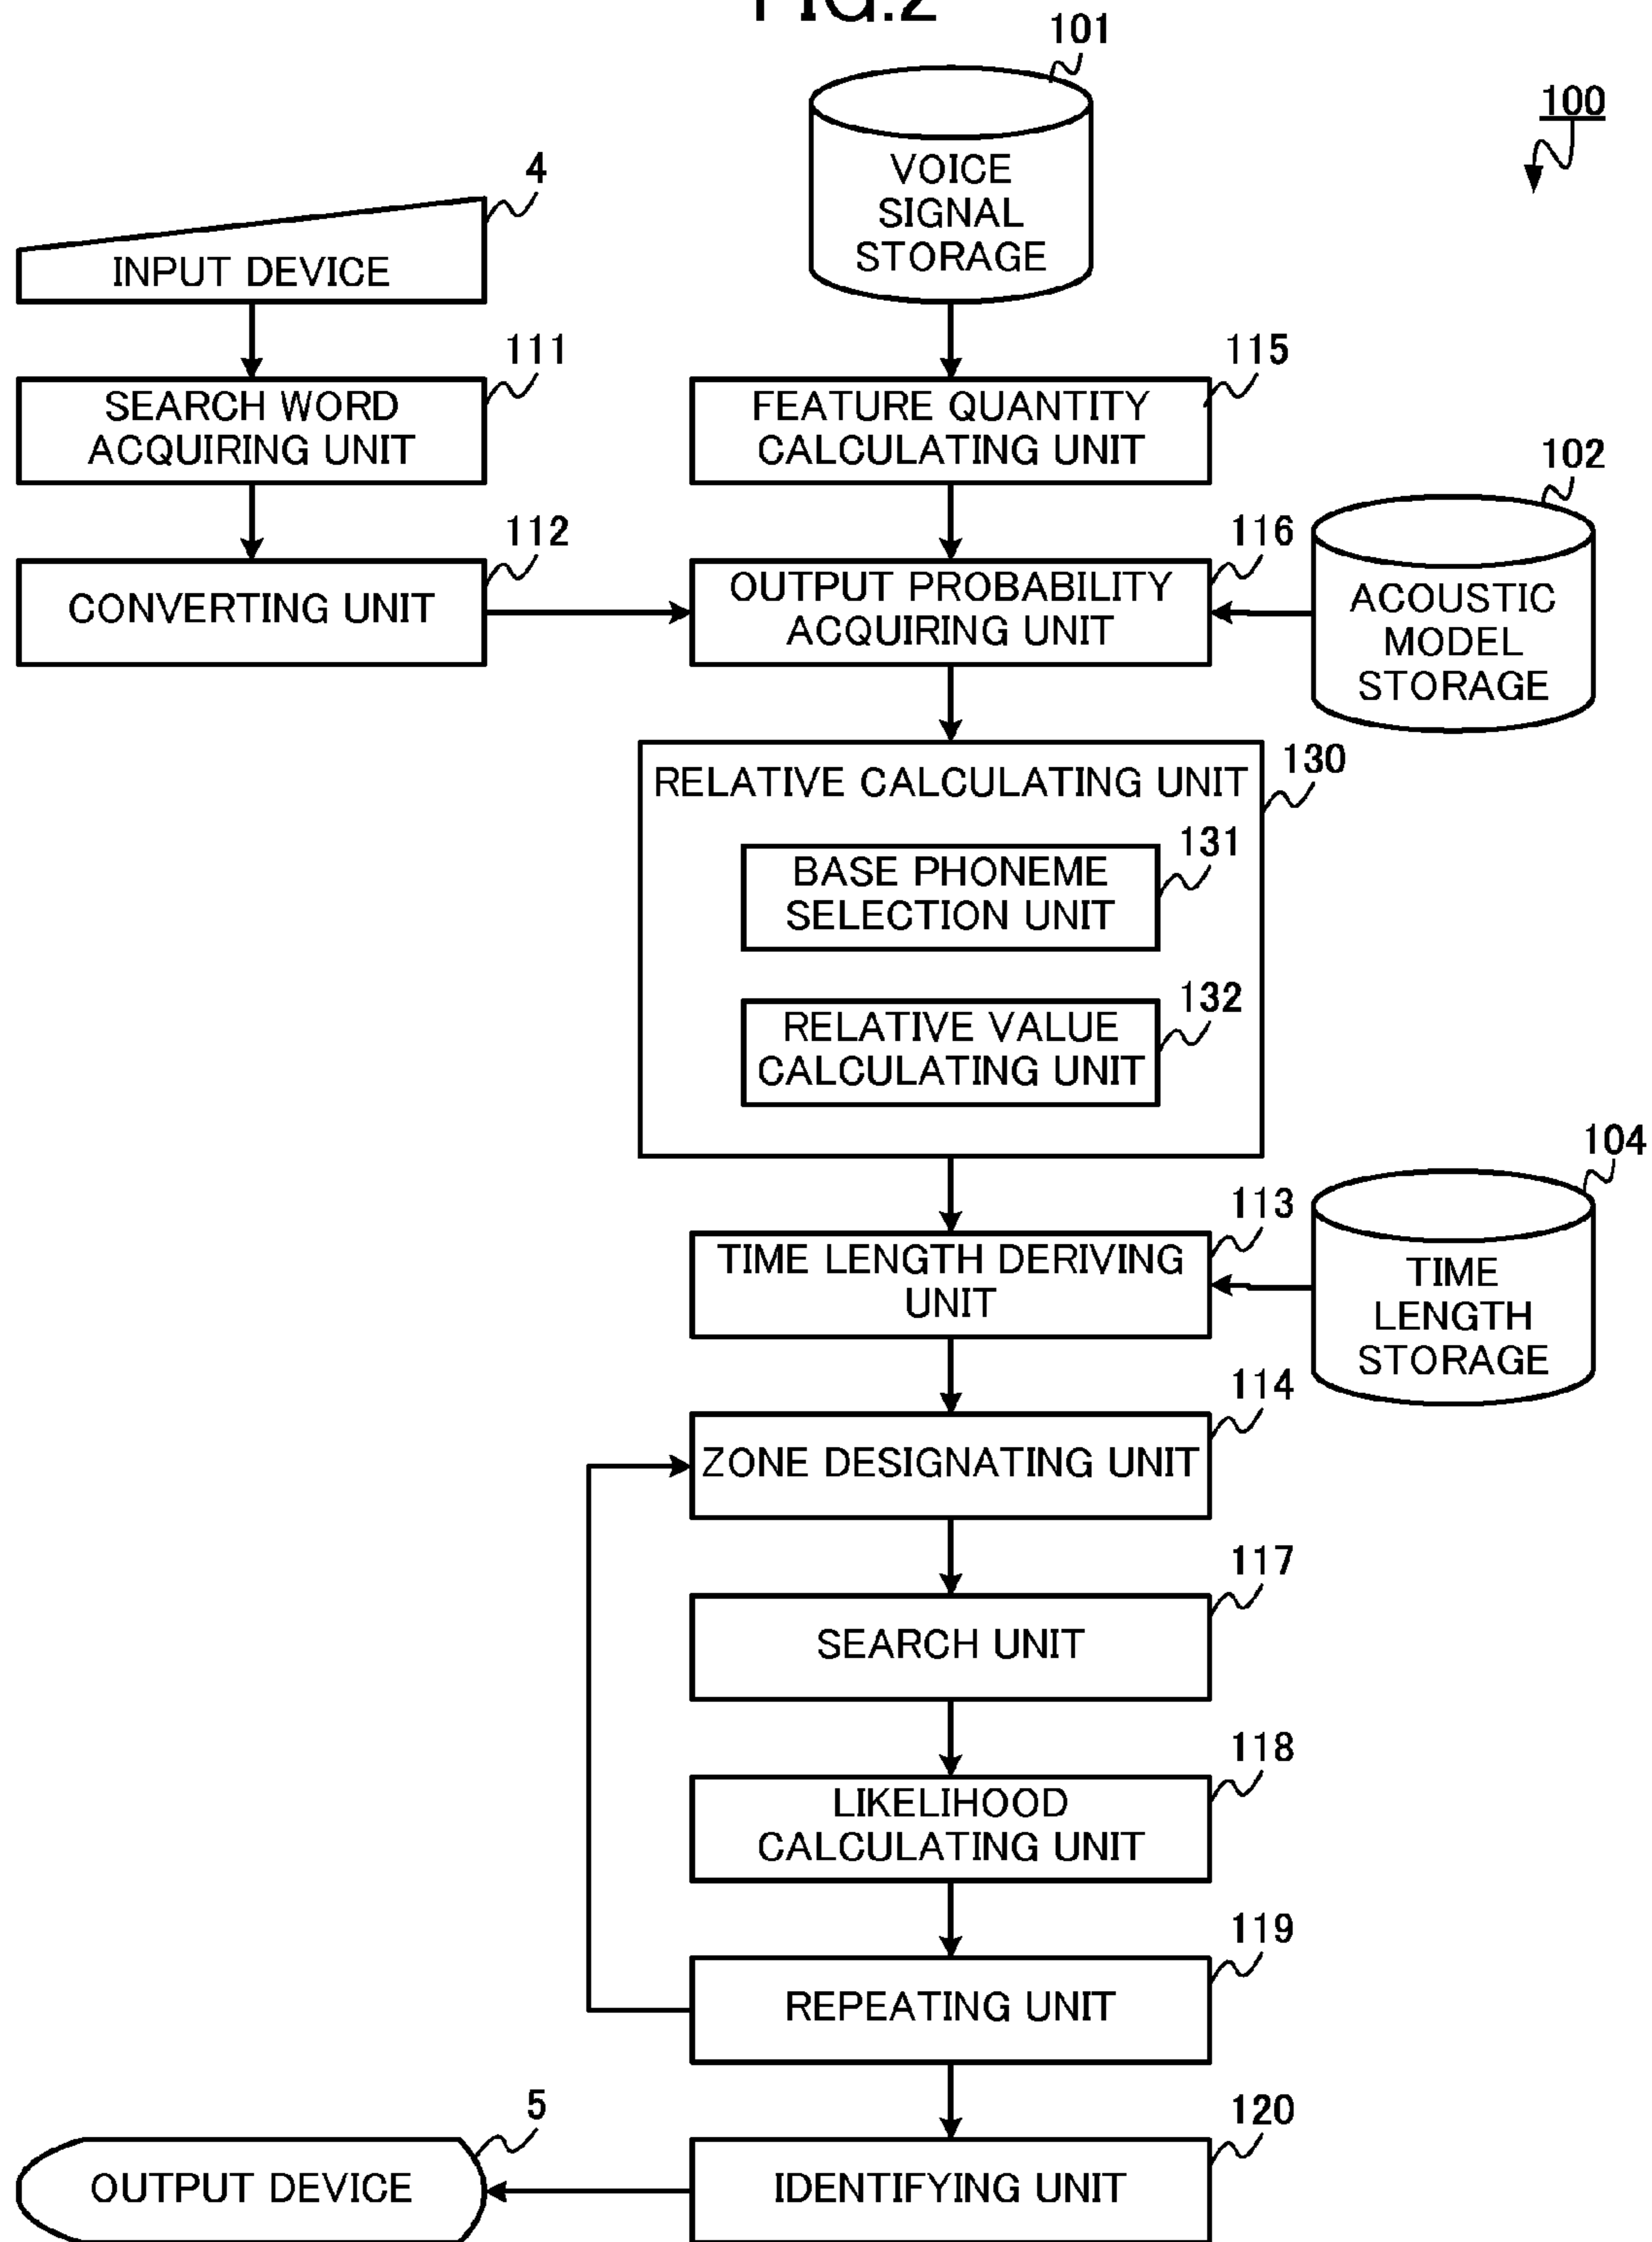 FIG.2
101
100
VOICE
SIGNAL
STORAGE
4
INPUT DEVICE
111
SEARCH WORD
ACQUIRING UNIT
115
FEATURE QUANTITY
CALCULATING UNIT
102
ACOUSTIC
MODEL
STORAGE
112
CONVERTING UNIT
116
OUTPUT PROBABILITY
ACQUIRING UNIT
130
RELATIVE CALCULATING UNIT
131
BASE PHONEME
SELECTION UNIT
132
RELATIVE VALUE
CALCULATING UNIT
104
TIME
LENGTH
STORAGE
113
TIME LENGTH DERIVING
UNIT
114
ZONE DESIGNATING UNIT
117
SEARCH UNIT
118
LIKELIHOOD
CALCULATING UNIT
119
REPEATING UNIT
120
IDENTIFYING UNIT
5
OUTPUT DEVICE